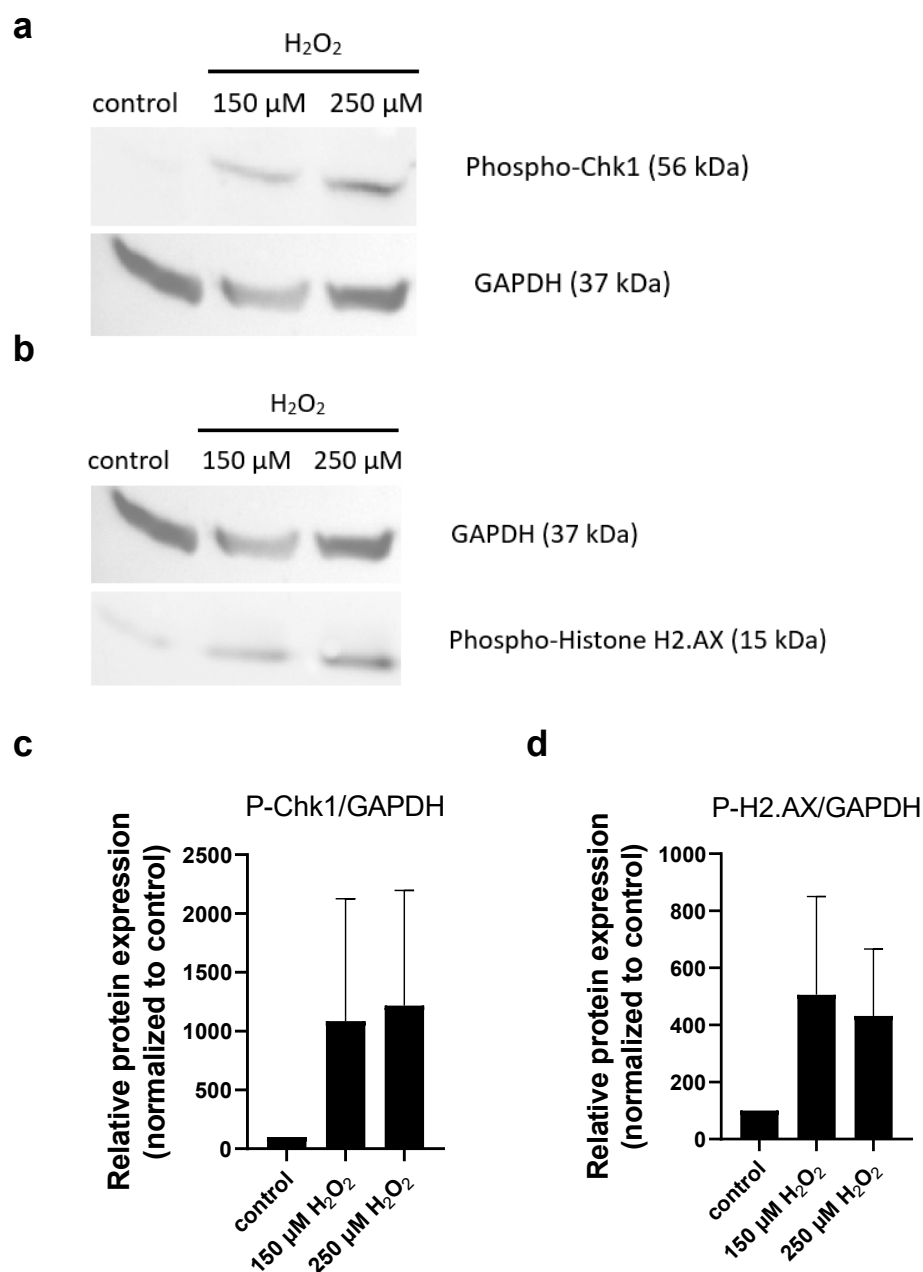 a
H₂O₂
control 150 μM 250 μM
Phospho-Chk1 (56 kDa)
GAPDH (37 kDa)
b
H₂O₂
control 150 μM 250 μM
GAPDH (37 kDa)
Phospho-Histone H2.AX (15 kDa)
c
P-Chk1/GAPDH
Relative protein expression
(normalized to control)
2500
2000
1500
1000
500
0
control
150 μM H₂O₂
250 μM H₂O₂
d
P-H2.AX/GAPDH
Relative protein expression
(normalized to control)
1000
800
600
400
200
0
control
150 μM H₂O₂
250 μM H₂O₂